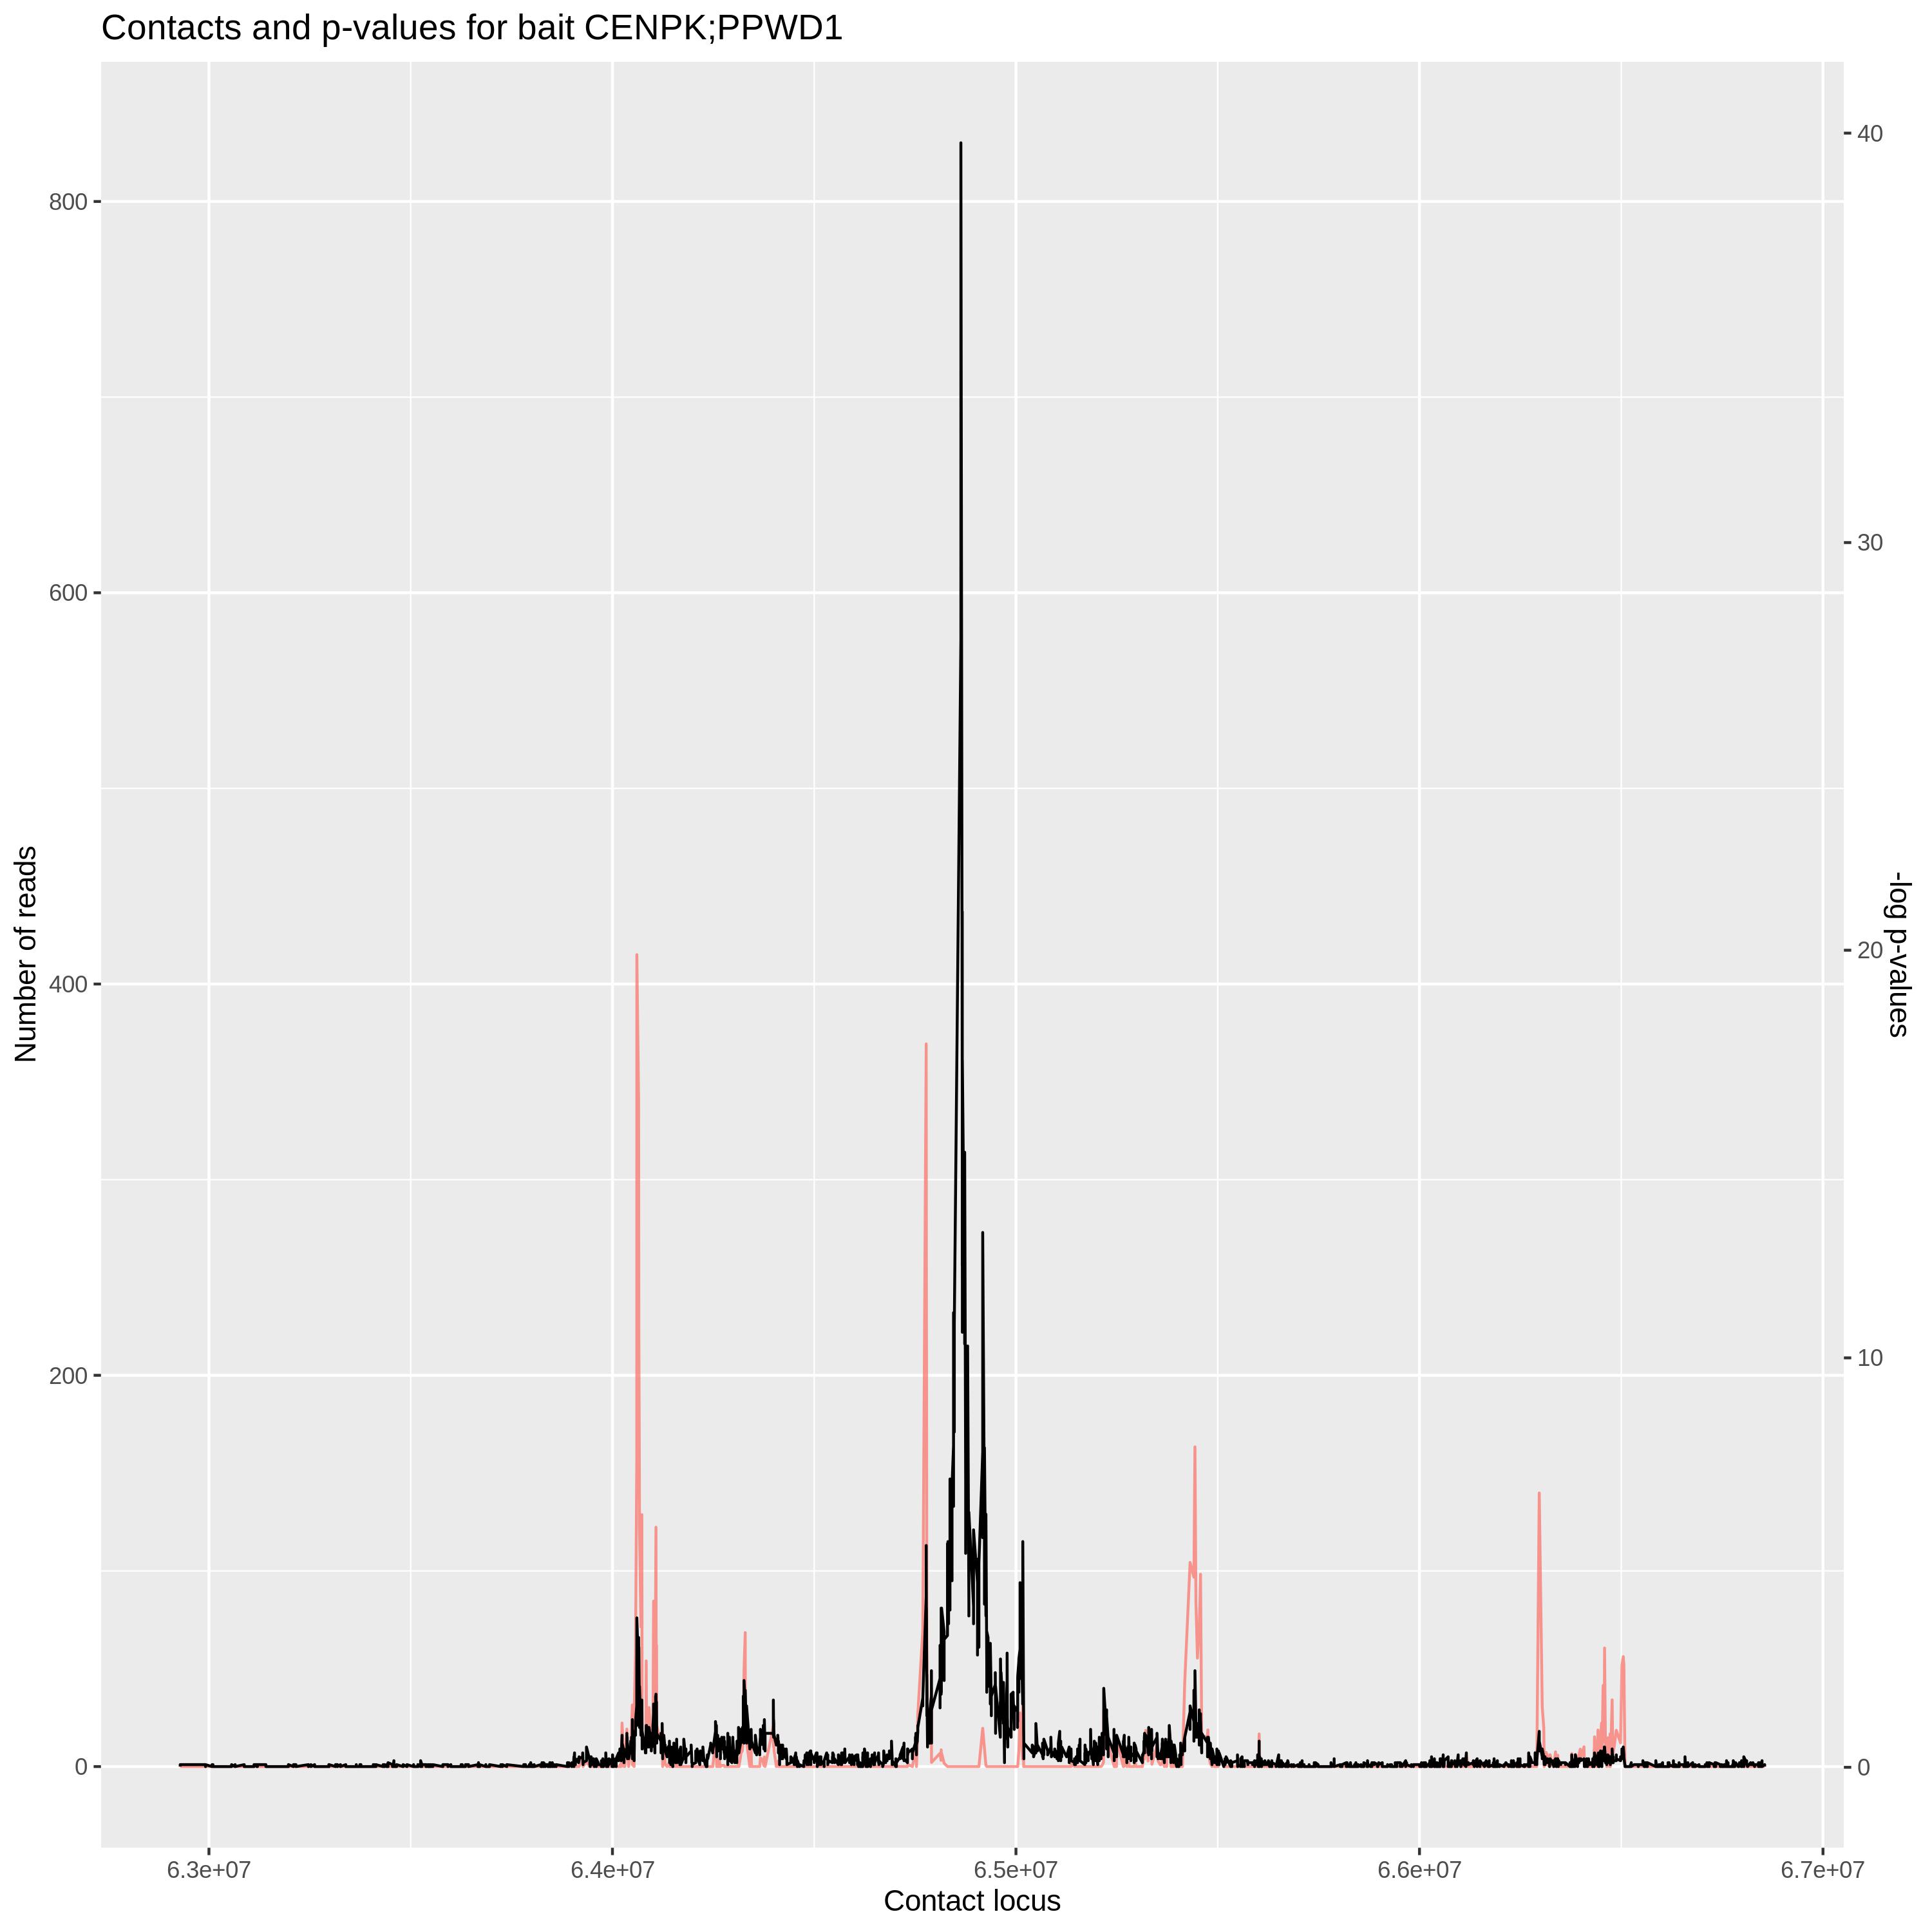 Contacts and p-values for bait CENPK;PPWD1
800
600
400
200
0
Number of reads
40
30
20
10
0
-log p-values
6.3e+07 6.4e+07 6.5e+07 6.6e+07 6.7e+07
Contact locus